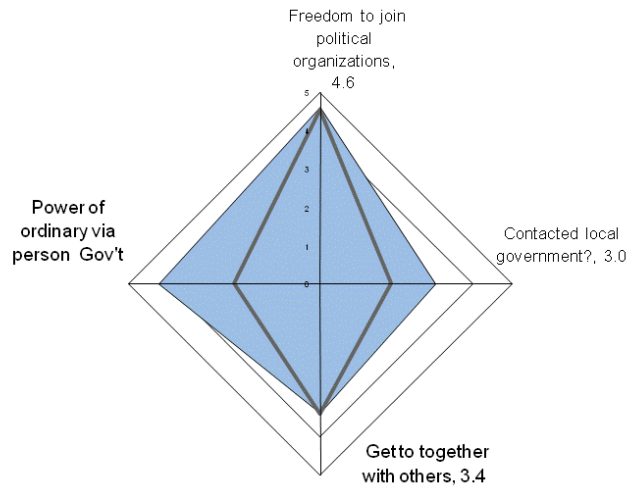 Freedom to join
political
organizations,
4.6
5
4
3
2
1
0
Power of
ordinary via
person Gov't
Contacted local
government?, 3.0
Get to together
with others, 3.4